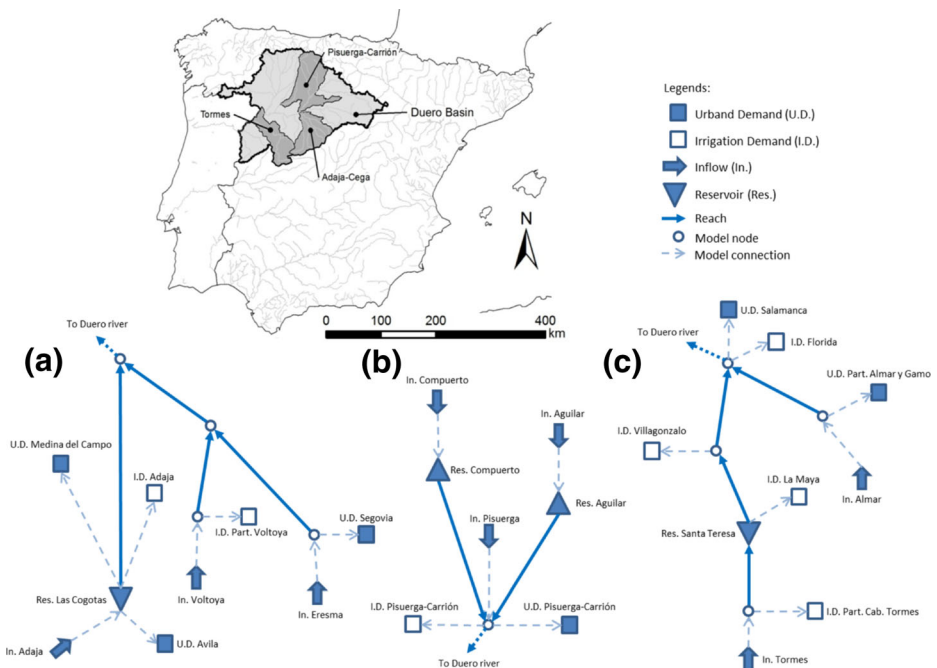 Pisuerga-Carrión
Tormes
Duero Basin
Adaja-Cega
N
0 100 200 400
km
Legends:
Urband Demand (U.D.)
Irrigation Demand (I.D.)
Inflow (In.)
Reservoir (Res.)
Reach
Model node
Model connection
(a)
To Duero river
U.D. Medina del Campo
I.D. Adaja
I.D. Part. Voltoya
U.D. Segovia
Res. Las Cogotas
In. Voltoya
In. Eresma
In. Adaja
U.D. Avila
(b)
In. Compuerto
In. Aguilar
Res. Compuerto
Res. Aguilar
In. Pisuerga
I.D. Pisuerga-Carrión
U.D. Pisuerga-Carrión
To Duero river
(c)
U.D. Salamanca
To Duero river
I.D. Florida
U.D. Part. Almar y Gamo
I.D. Villagonzalo
I.D. La Maya
In. Almar
Res. Santa Teresa
I.D. Part. Cab. Tormes
In. Tormes